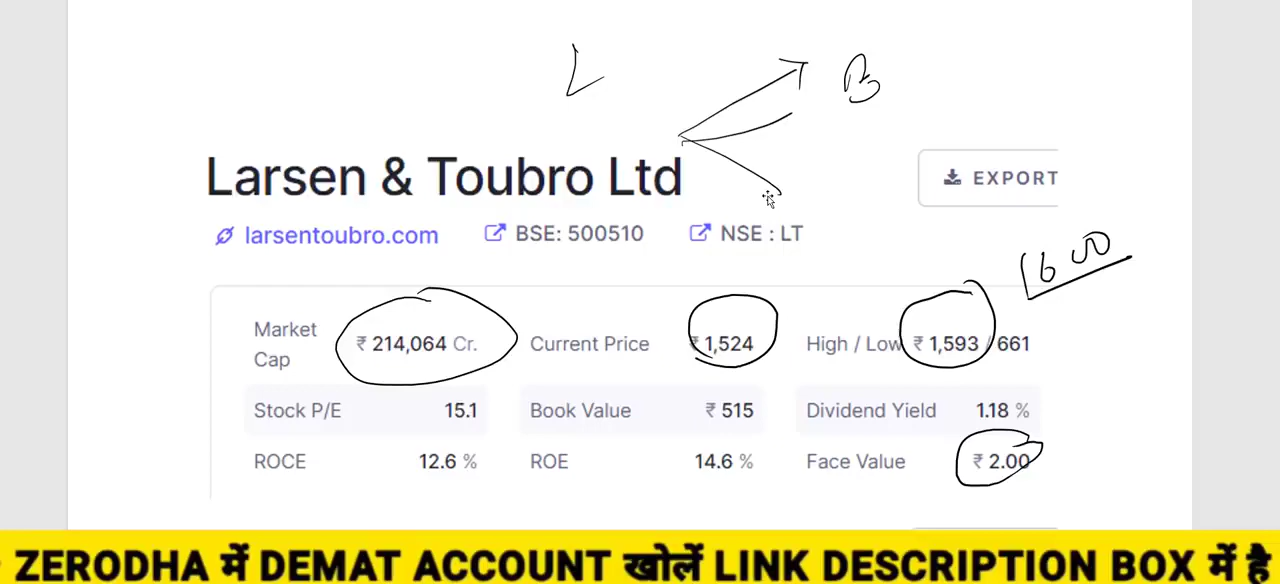 L
B
Larsen & Toubro Ltd
EXPORT
larsentoubro.com BSE: 500510 NSE : LT
1600
Market Cap ₹ 214,064 Cr. Current Price ₹ 1,524 High / Low ₹ 1,593 / 661
Stock P/E 15.1 Book Value ₹ 515 Dividend Yield 1.18 %
ROCE 12.6 % ROE 14.6 % Face Value ₹ 2.00
ZERODHA में DEMAT ACCOUNT खोलें LINK DESCRIPTION BOX में है